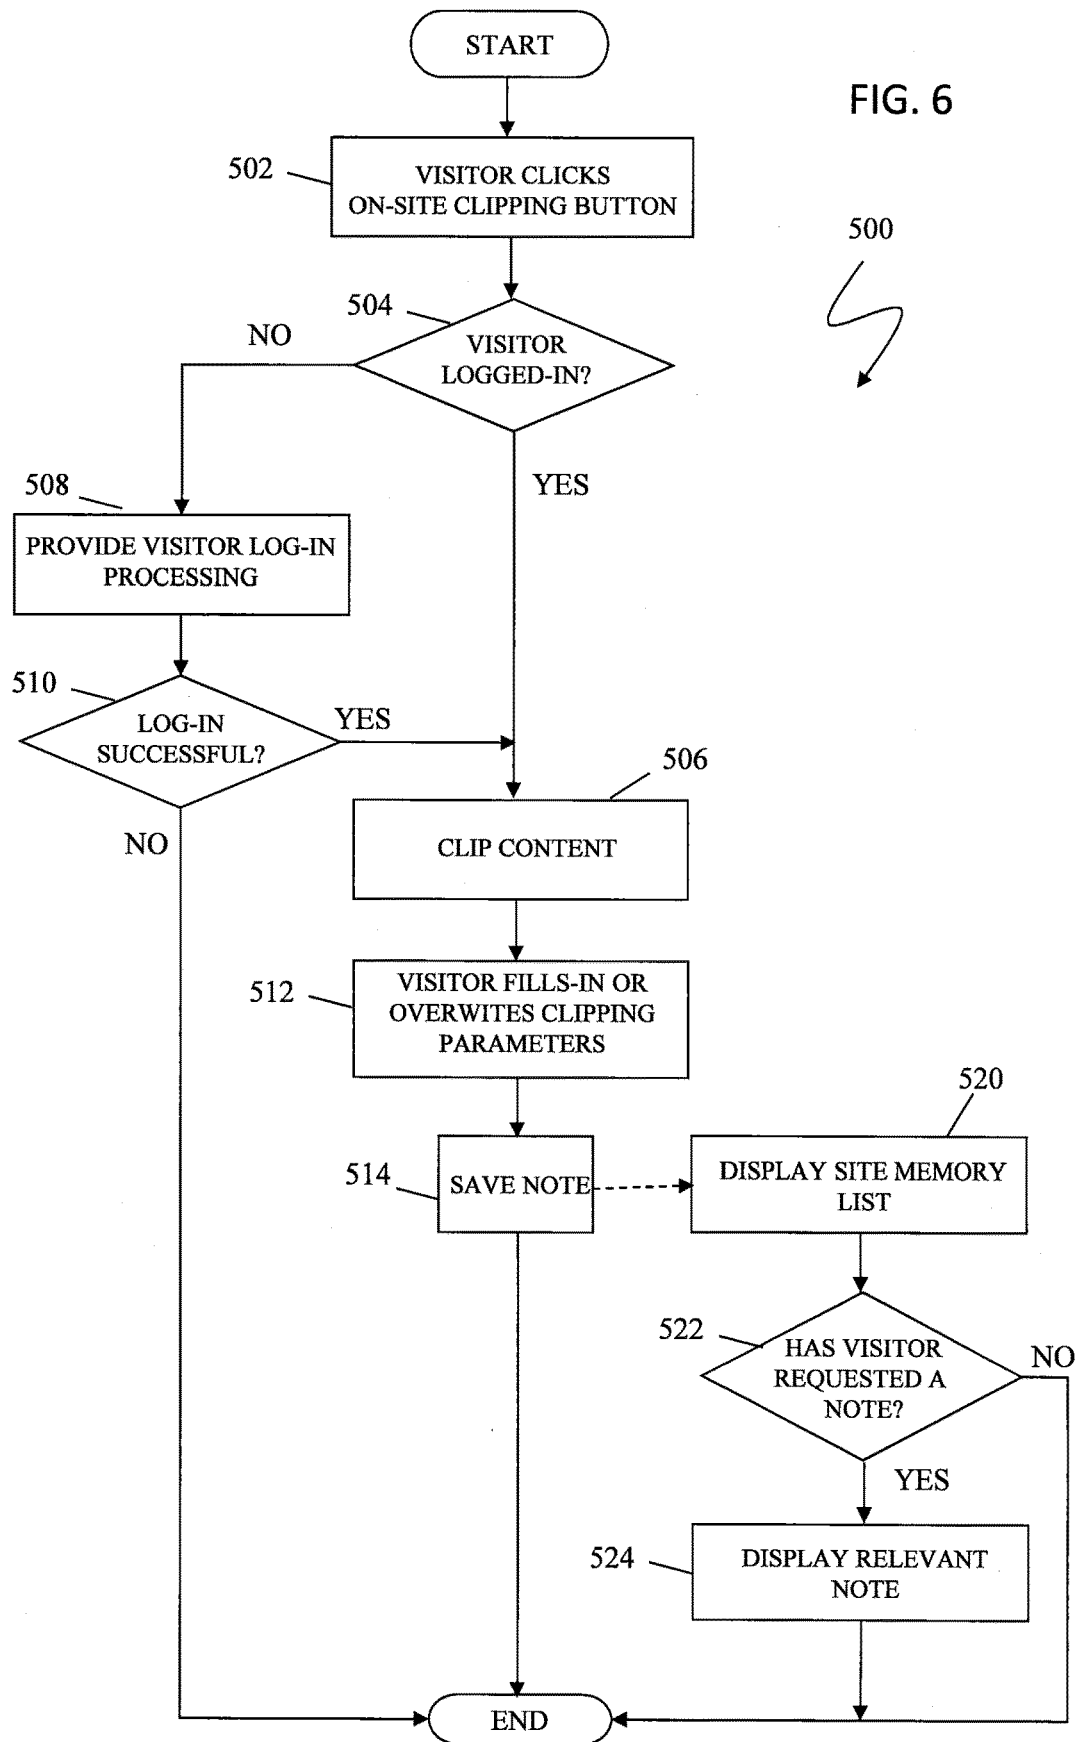 START
FIG. 6
502
VISITOR CLICKS
ON-SITE CLIPPING BUTTON
500
504
NO
VISITOR
LOGGED-IN?
YES
508
PROVIDE VISITOR LOG-IN
PROCESSING
510
LOG-IN
SUCCESSFUL?
YES
506
NO
CLIP CONTENT
512
VISITOR FILLS-IN OR
OVERWITES CLIPPING
PARAMETERS
520
514
SAVE NOTE
DISPLAY SITE MEMORY
LIST
522
HAS VISITOR
REQUESTED A
NOTE?
NO
YES
524
DISPLAY RELEVANT
NOTE
END